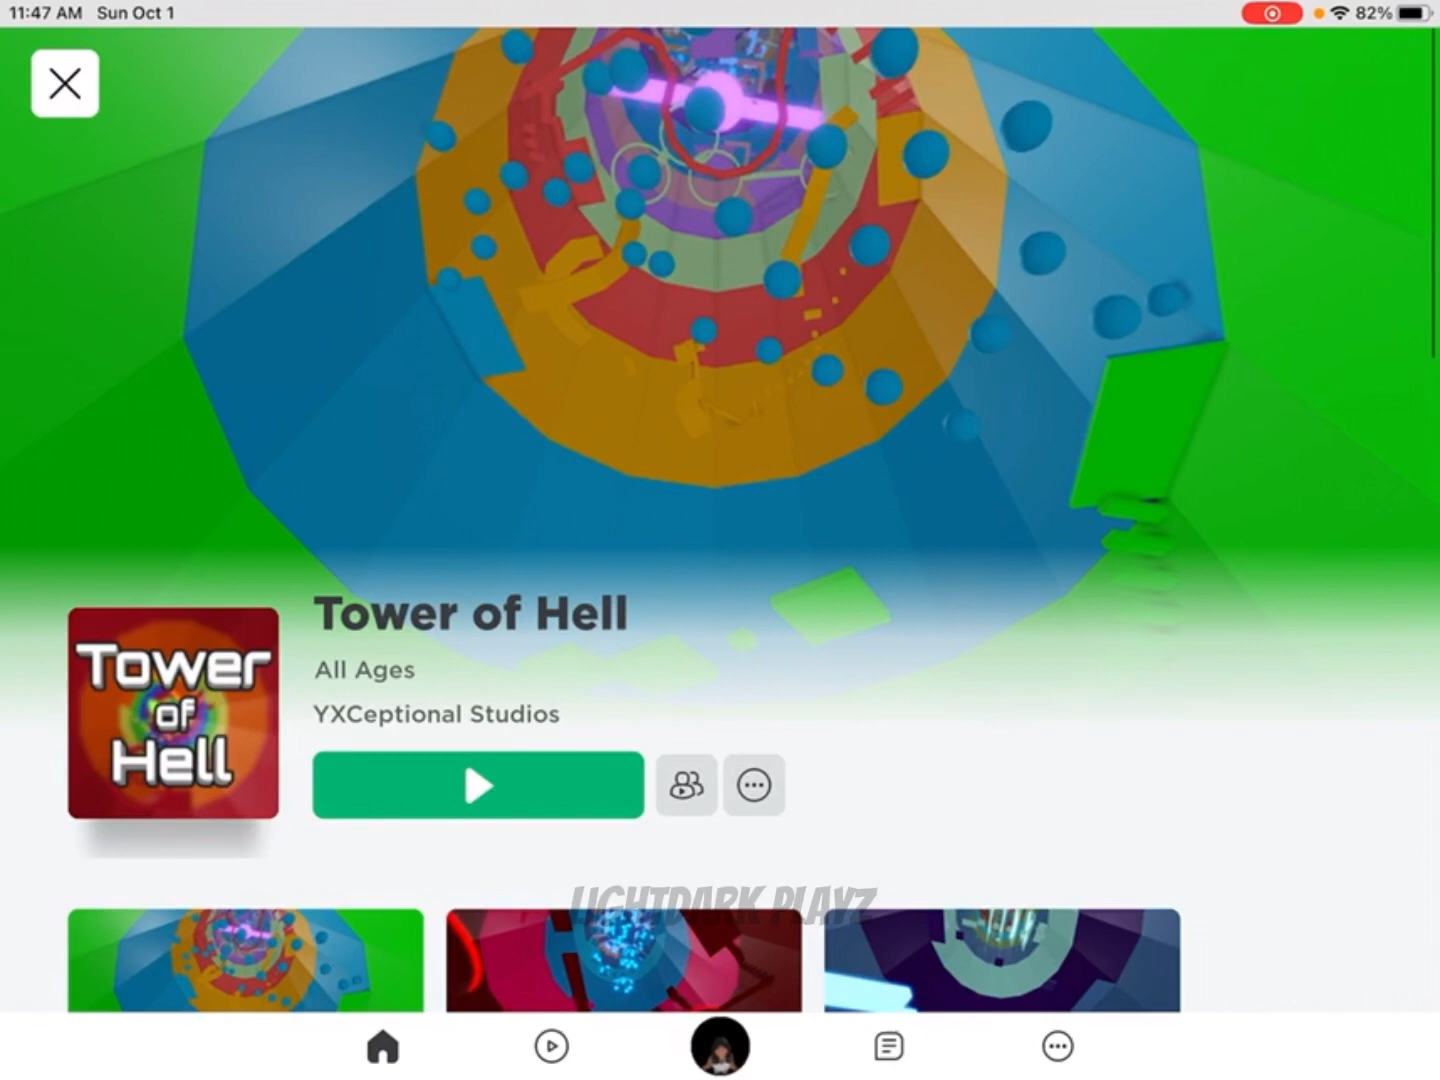 11:47 AM Sun Oct 1
82%
Tower of Hell
All Ages
YXCeptional Studios
Tower
of
Hell
LIGHTDARK PLAYZ